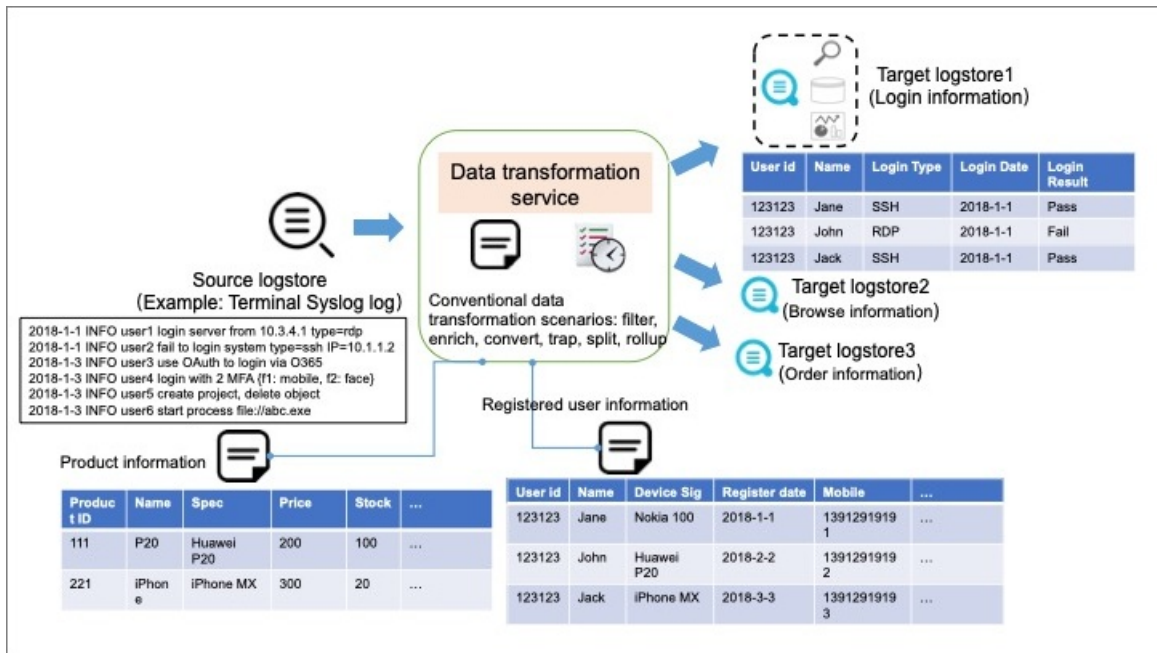 Target logstore1
(Login information)
User id Name Login Type Login Date Login
Result
123123 Jane SSH 2018-1-1 Pass
123123 John RDP 2018-1-1 Fail
123123 Jack SSH 2018-1-1 Pass
Data transformation
service
Conventional data
transformation scenarios: filter,
enrich, convert, trap, split, rollup
Source logstore
(Example: Terminal Syslog log)
2018-1-1 INFO user1 login server from 10.3.4.1 type=rdp
2018-1-1 INFO user2 fail to login system type=ssh IP=10.1.1.2
2018-1-3 INFO user3 use OAuth to login via O365
2018-1-3 INFO user4 login with 2 MFA {f1: mobile, f2: face}
2018-1-3 INFO user5 create project, delete object
2018-1-3 INFO user6 start process file://abc.exe
Target logstore2
(Browse information)
Target logstore3
(Order information)
Product information
Produc Name Spec Price Stock ...
t ID
111 P20 Huawei 200 100 ...
P20
221 iPhon iPhone MX 300 20 ...
e
Registered user information
User id Name Device Sig Register date Mobile ...
123123 Jane Nokia 100 2018-1-1 1391291919 ...
1
123123 John Huawei 2018-2-2 1391291919 ...
P20 2
123123 Jack iPhone MX 2018-3-3 1391291919 ...
3